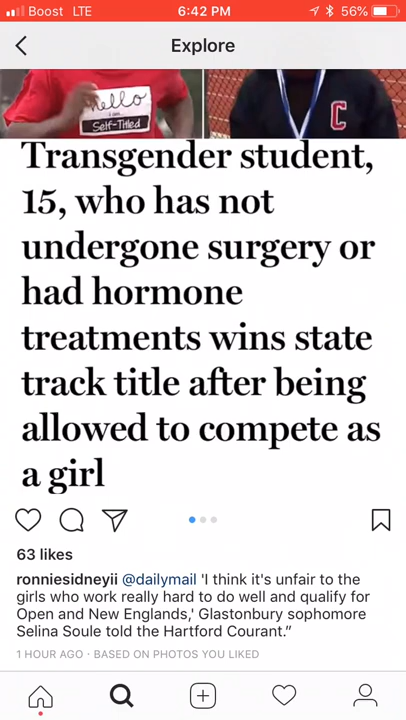 Boost LTE 6:42 PM 56%
Explore
Hello
I am...
Self-Titled
C
Transgender student,
15, who has not
undergone surgery or
had hormone
treatments wins state
track title after being
allowed to compete as
a girl
63 likes
ronniesidneyii @dailymail 'I think it's unfair to the
girls who work really hard to do well and qualify for
Open and New Englands,' Glastonbury sophomore
Selina Soule told the Hartford Courant."
1 HOUR AGO · BASED ON PHOTOS YOU LIKED